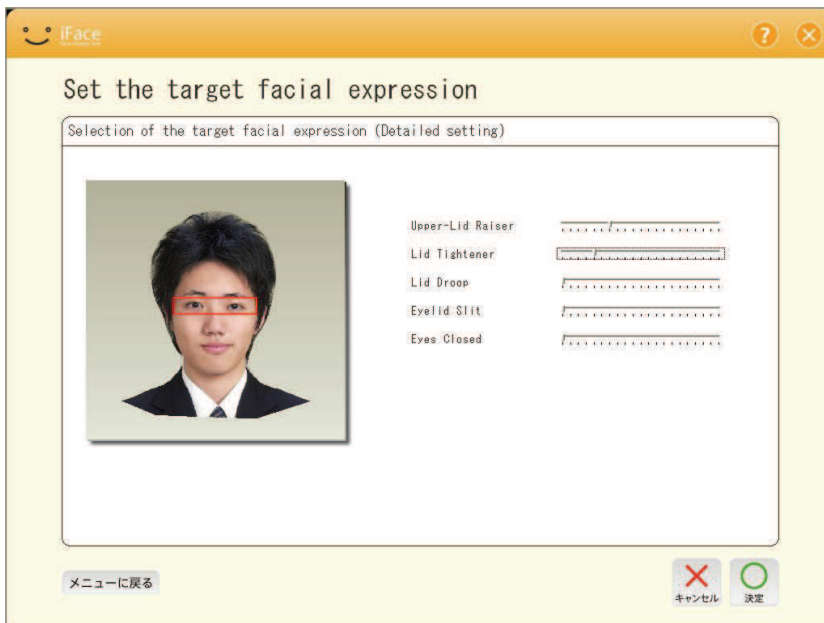 iFace
?
Set the target facial expression
Selection of the target facial expression (Detailed setting)
Upper-Lid Raiser
Lid Tightener
Lid Droop
Eyelid Slit
Eyes Closed
メニューに戻る
キャンセル
決定